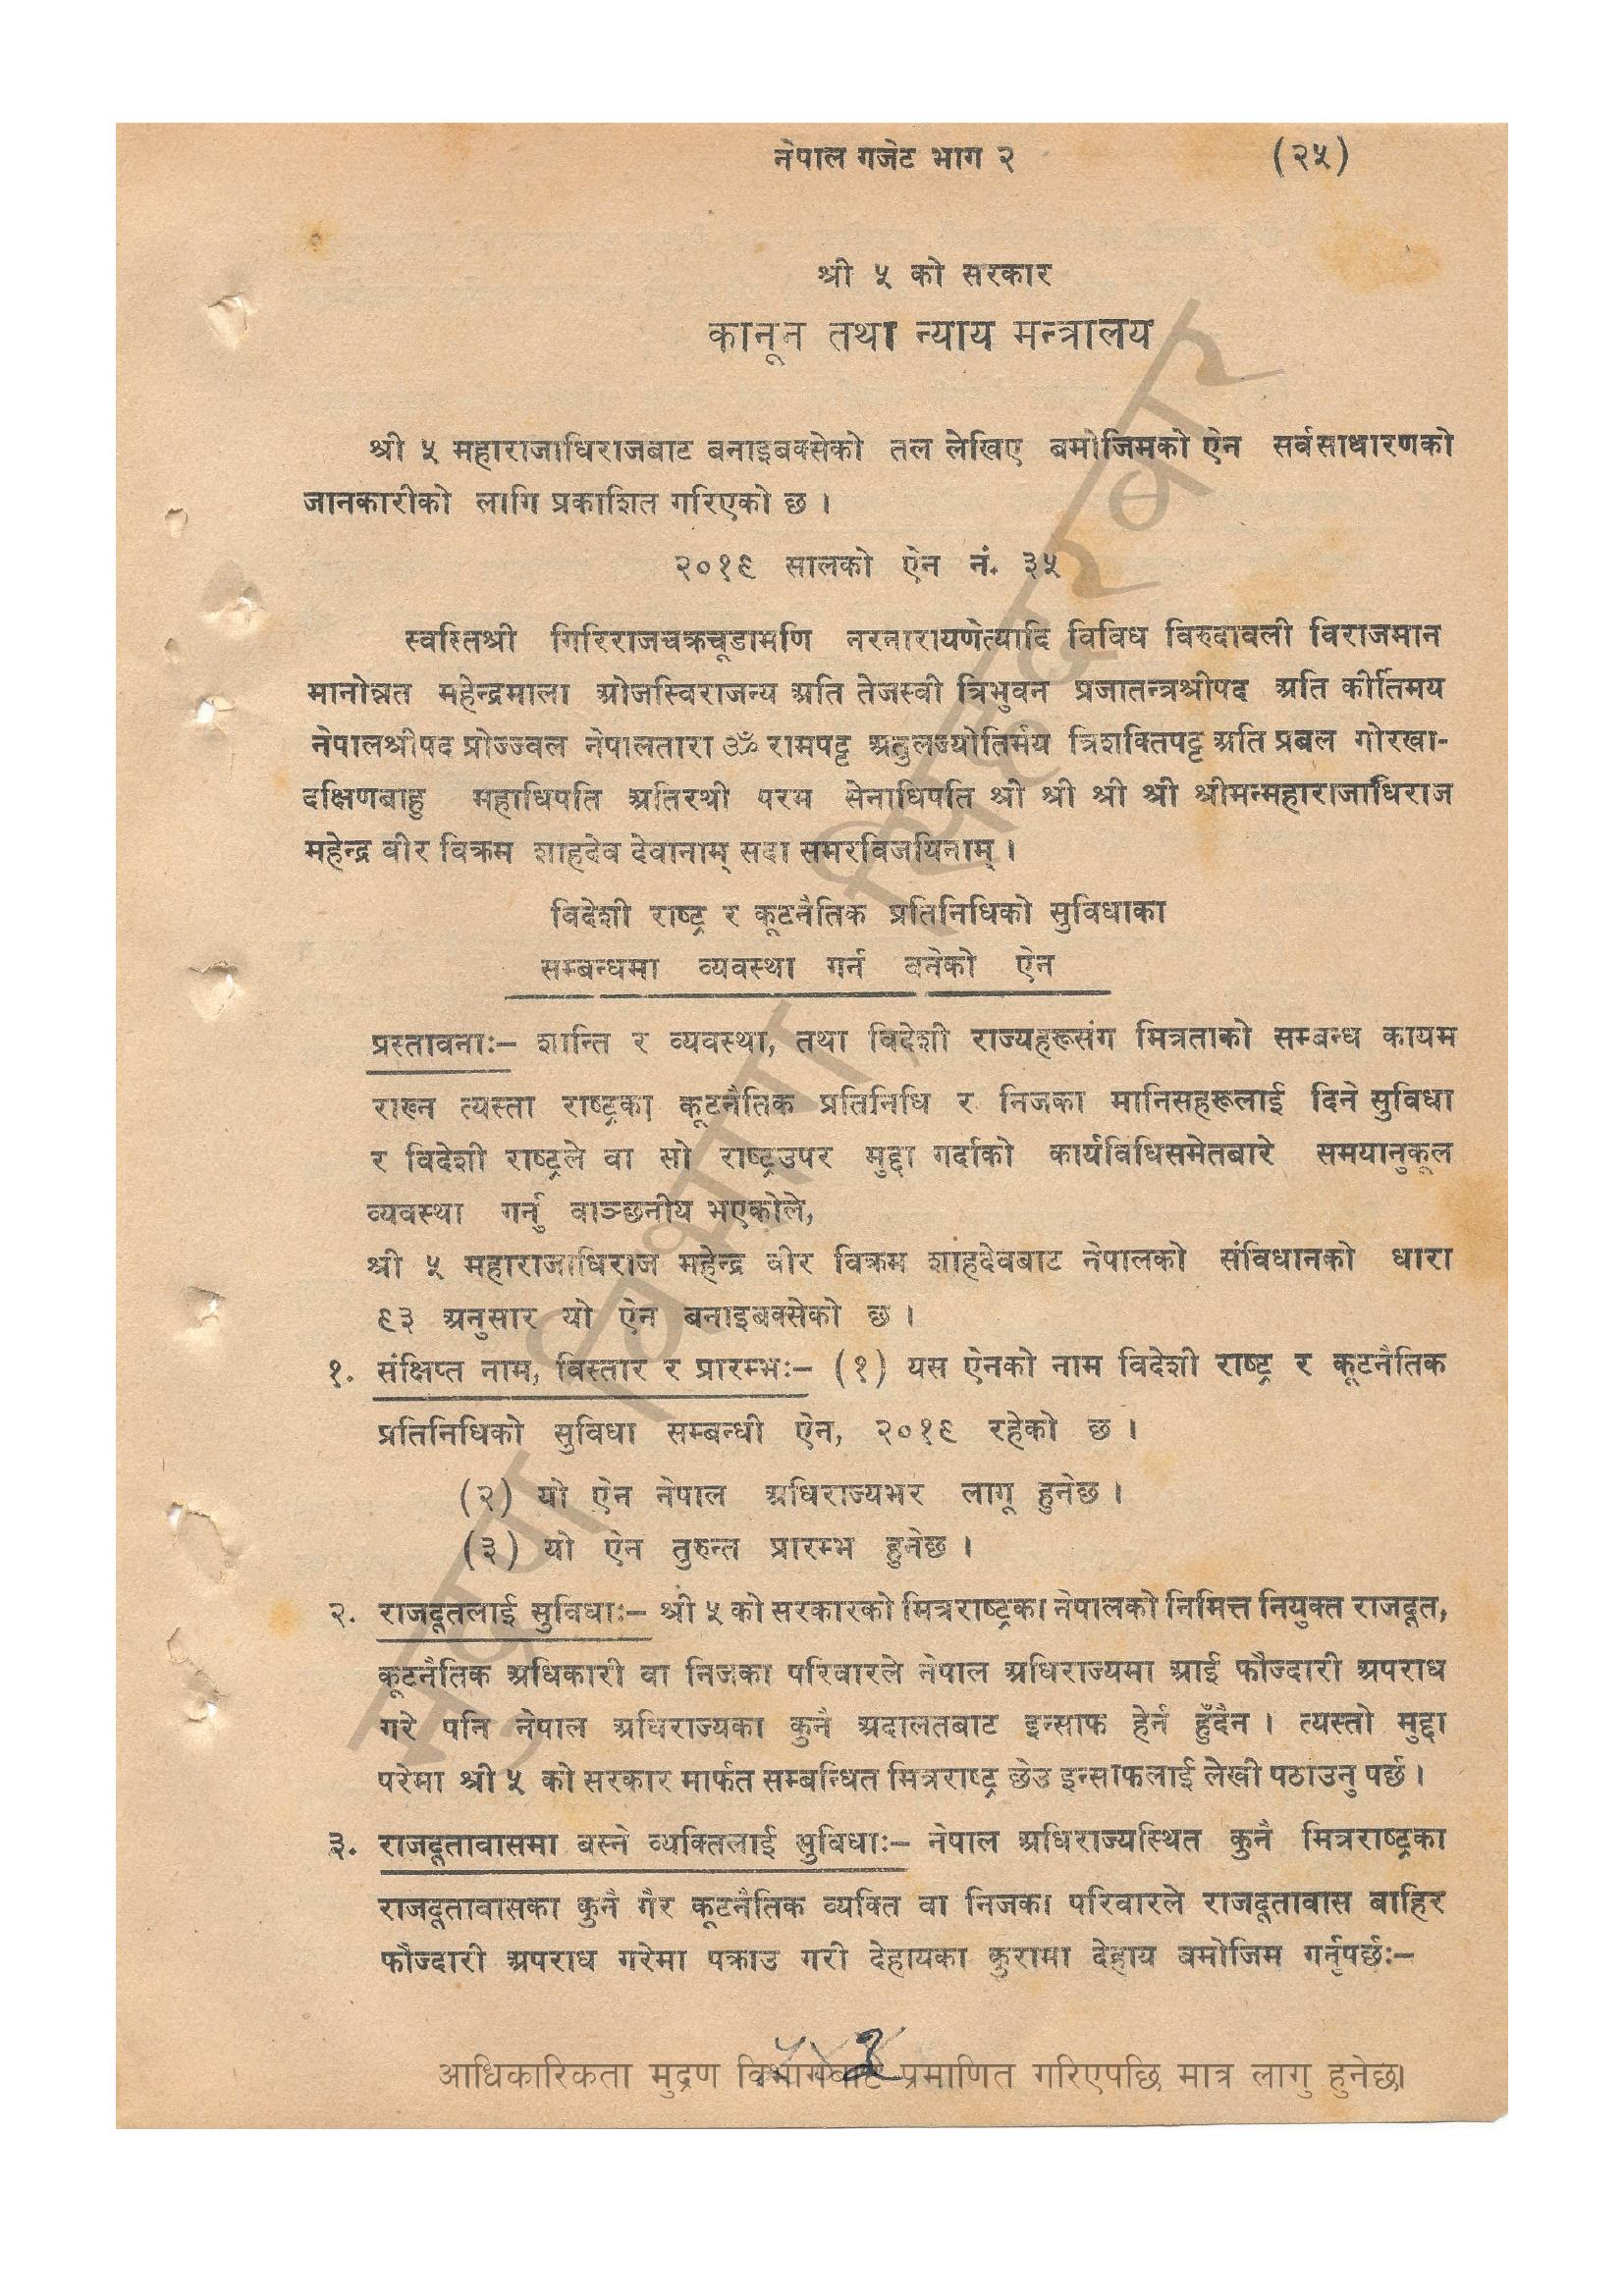 नेपाल गजेट भाग २ (२५)
श्री ५ को सरकार
कानून तथा न्याय मन्त्रालय
श्री ५ महाराजाधिराजबाट बनाइबक्सेको तल लेखिए बमोजिमको ऐन सर्वसाधारणको
जानकारीको लागि प्रकाशित गरिएको छ ।
२०१९ सालको ऐन नं. ३५
स्वस्तिश्री गिरिराजचक्रचूडामणि नरनारायणेत्यादि विविध विरुदावली विराजमान
मानोन्नत महेन्द्रमाला ओजस्विराजन्य अति तेजस्वी त्रिभुवन प्रजातन्त्रश्रीपद अति कीर्तिमय
नेपालश्रीपद प्रोज्ज्वल नेपालतारा ॐ रामपट्ट अतुलज्योतिर्मय त्रिशक्तिपट्ट अति प्रबल गोरखा-
दक्षिणबाहु महाधिपति अतिरथी परम सेनाधिपति श्री श्री श्री श्री श्रीमन्महाराजाधिराज
महेन्द्र वीर विक्रम शाहदेव देवानाम् सदा समरविजयिनाम् ।
विदेशी राष्ट्र र कूटनैतिक प्रतिनिधिको सुविधाका
सम्बन्धमा व्यवस्था गर्न बनेको ऐन
प्रस्तावनाः– शान्ति र व्यवस्था, तथा विदेशी राज्यहरूसंग मित्रताको सम्बन्ध कायम
राख्न त्यस्ता राष्ट्रका कूटनैतिक प्रतिनिधि र निजका मानिसहरूलाई दिने सुविधा
र विदेशी राष्ट्रले वा सो राष्ट्रउपर मुद्दा गर्दाको कार्यविधिसमेतबारे समयानुकूल
व्यवस्था गर्नु वाञ्छनीय भएकोले,
श्री ५ महाराजाधिराज महेन्द्र वीर विक्रम शाहदेवबाट नेपालको संविधानको धारा
९३ अनुसार यो ऐन बनाइबक्सेको छ ।
१. संक्षिप्त नाम, विस्तार र प्रारम्भः– (१) यस ऐनको नाम विदेशी राष्ट्र र कूटनैतिक
प्रतिनिधिको सुविधा सम्बन्धी ऐन, २०१९ रहेको छ ।
(२) यो ऐन नेपाल अधिराज्यभर लागू हुनेछ ।
(३) यो ऐन तुरुन्त प्रारम्भ हुनेछ ।
२. राजदूतलाई सुविधाः– श्री ५ को सरकारको मित्रराष्ट्रका नेपालको निमित्त नियुक्त राजदूत,
कूटनैतिक अधिकारी वा निजका परिवारले नेपाल अधिराज्यमा आई फौज्दारी अपराध
गरे पनि नेपाल अधिराज्यका कुनै अदालतबाट इन्साफ हेर्न हुँदैन । त्यस्तो मुद्दा
परेमा श्री ५ को सरकार मार्फत सम्बन्धित मित्रराष्ट्र छेउ इन्साफलाई लेखी पठाउनु पर्छ ।
३. राजदूतावासमा बस्ने व्यक्तिलाई सुविधाः– नेपाल अधिराज्यस्थित कुनै मित्रराष्ट्रका
राजदूतावासका कुनै गैर कूटनैतिक व्यक्ति वा निजका परिवारले राजदूतावास बाहिर
फौज्दारी अपराध गरेमा पक्राउ गरी देहायका कुरामा देहाय बमोजिम गर्नुपर्छः–
आधिकारिकता मुद्रण विभागबाट प्रमाणित गरिएपछि मात्र लागु हुनेछ।
मुद्रण विभाग, सिंहदरबार